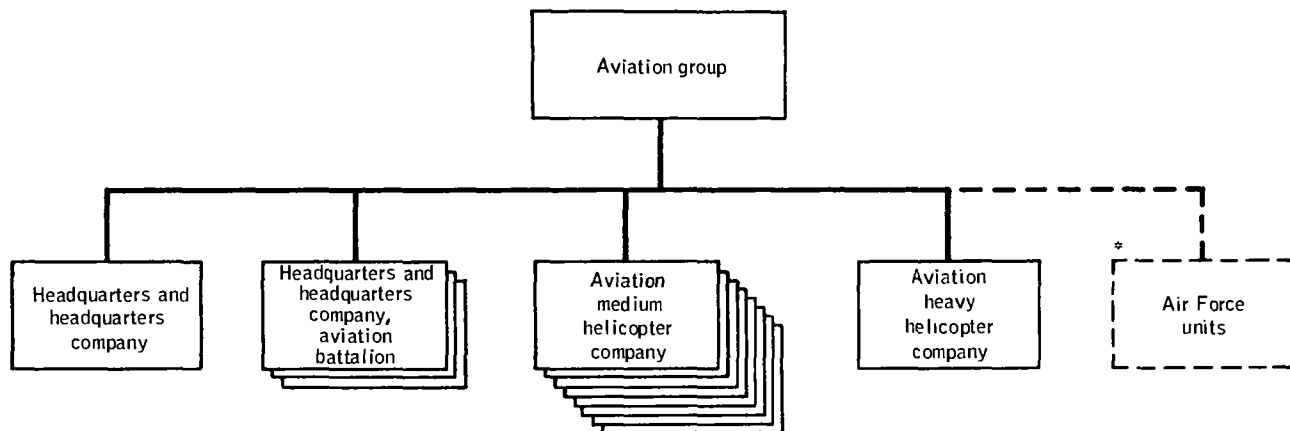 Aviation group
Headquarters and
headquarters
company
Headquarters and
headquarters
company,
aviation
battalion
Aviation
medium
helicopter
company
Aviation
heavy
helicopter
company
*
Air Force
units